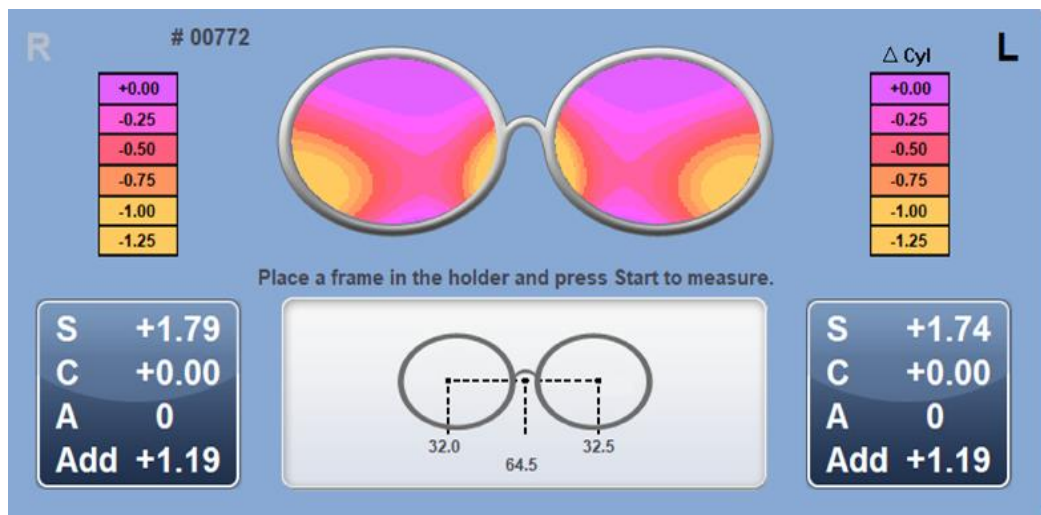 R
# 00772
△ Cyl
L
+0.00
-0.25
-0.50
-0.75
-1.00
-1.25
+0.00
-0.25
-0.50
-0.75
-1.00
-1.25
Place a frame in the holder and press Start to measure.
S +1.79
C +0.00
A 0
Add +1.19
32.0
64.5
32.5
S +1.74
C +0.00
A 0
Add +1.19